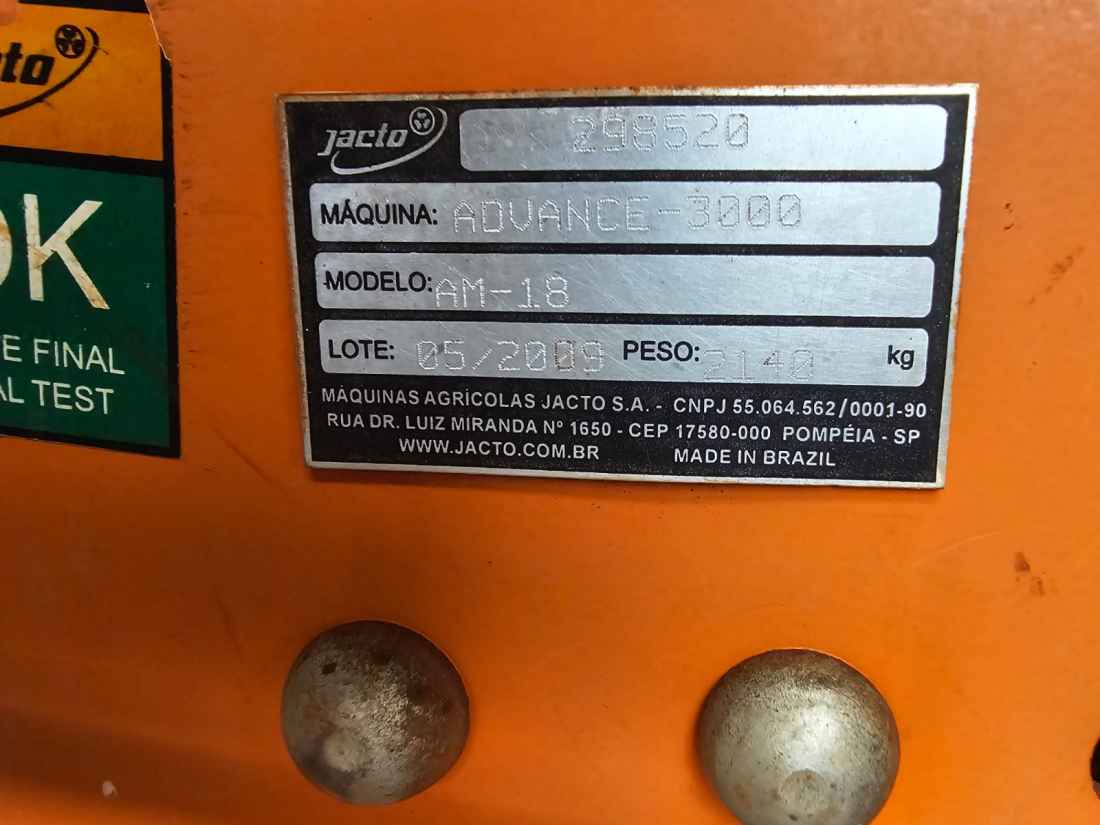 jacto
298520
MÁQUINA: ADVANCE-3000
MODELO: AM-18
LOTE: 05/2009 PESO: 2140 kg
MÁQUINAS AGRÍCOLAS JACTO S.A. - CNPJ 55.064.562/0001-90
RUA DR. LUIZ MIRANDA Nº 1650 - CEP 17580-000 POMPÉIA - SP
WWW.JACTO.COM.BR MADE IN BRAZIL
cto
OK
E FINAL
AL TEST